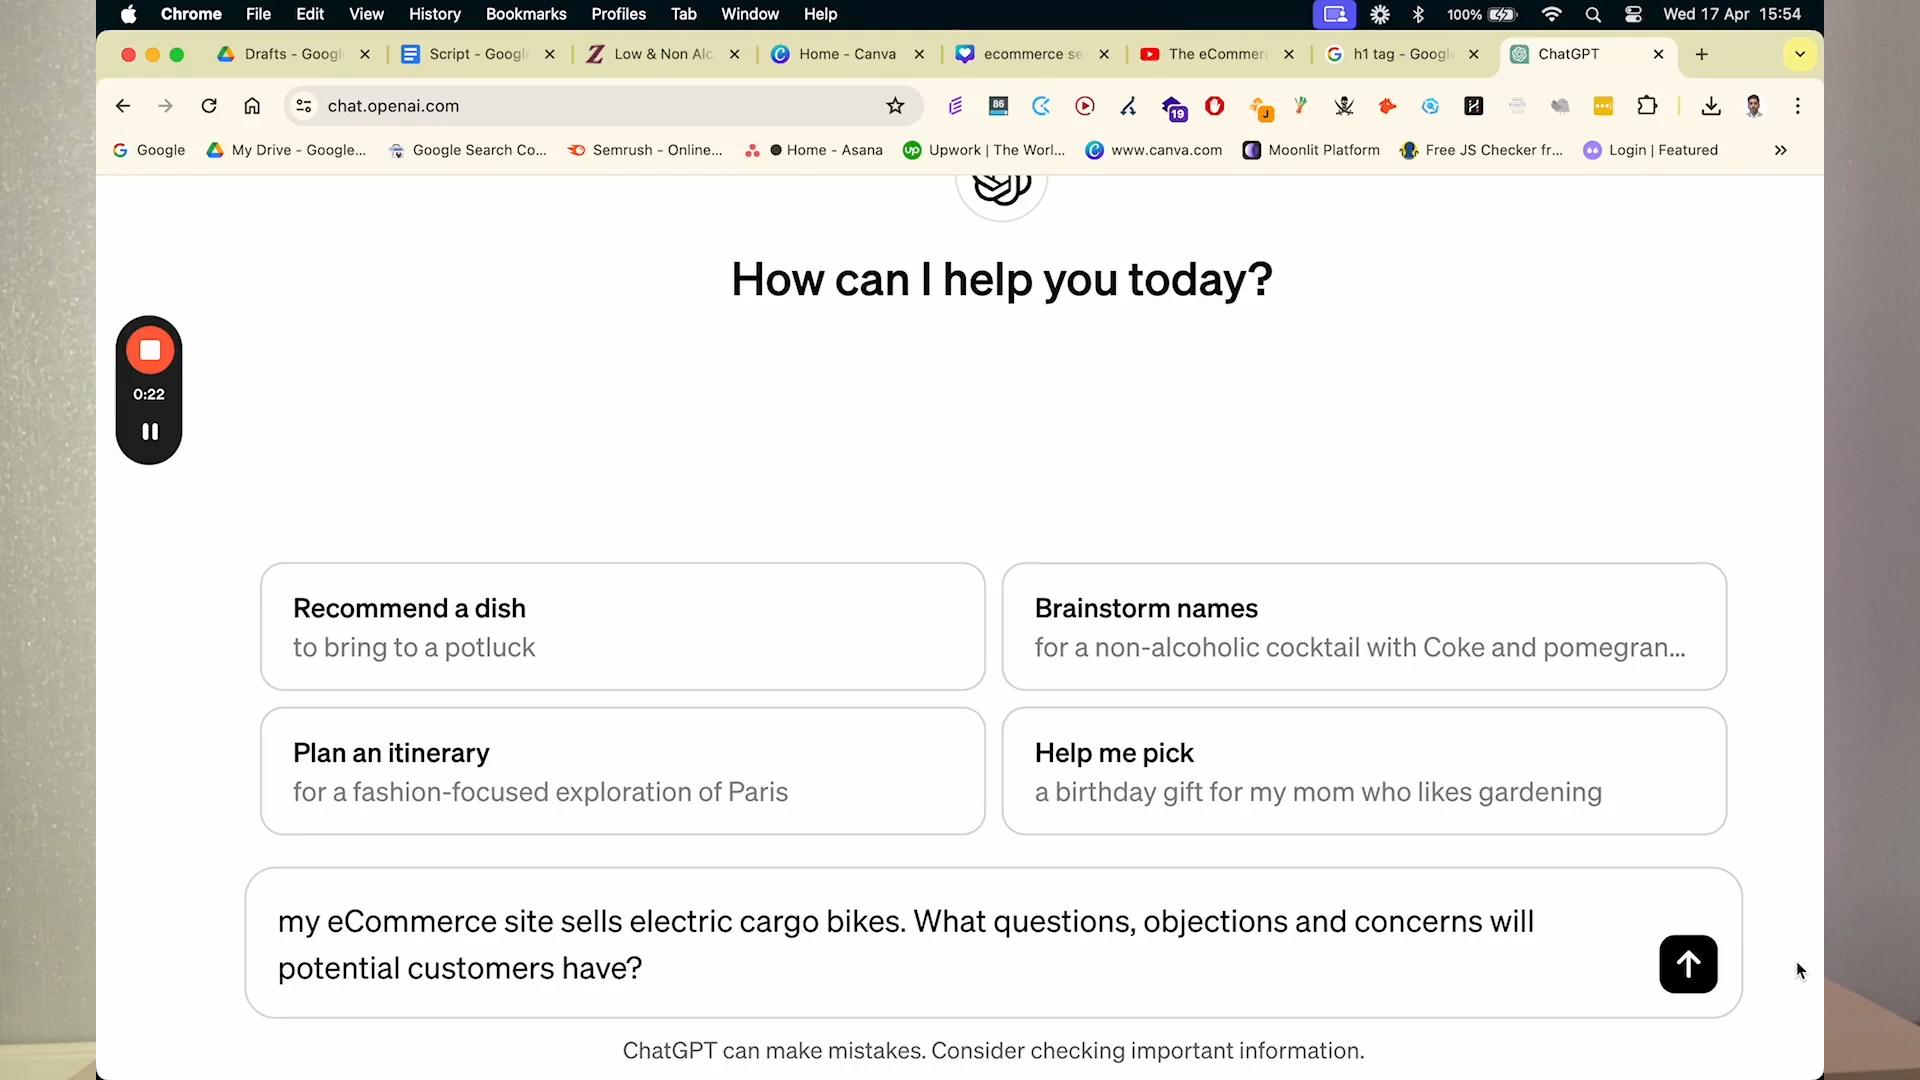 Chrome File Edit View History Bookmarks Profiles Tab Window Help 100% Wed 17 Apr 15:54
Drafts - Googl Script - Google Low & Non Alc Home - Canva ecommerce se The eCommer h1 tag - Google ChatGPT
chat.openai.com 86 19 J
Google My Drive - Google... Google Search Co... Semrush - Online... Home - Asana Upwork | The Worl... www.canva.com Moonlit Platform Free JS Checker fr... Login | Featured
How can I help you today?
0:22
Recommend a dish
to bring to a potluck
Brainstorm names
for a non-alcoholic cocktail with Coke and pomegran...
Plan an itinerary
for a fashion-focused exploration of Paris
Help me pick
a birthday gift for my mom who likes gardening
my eCommerce site sells electric cargo bikes. What questions, objections and concerns will
potential customers have?
ChatGPT can make mistakes. Consider checking important information.